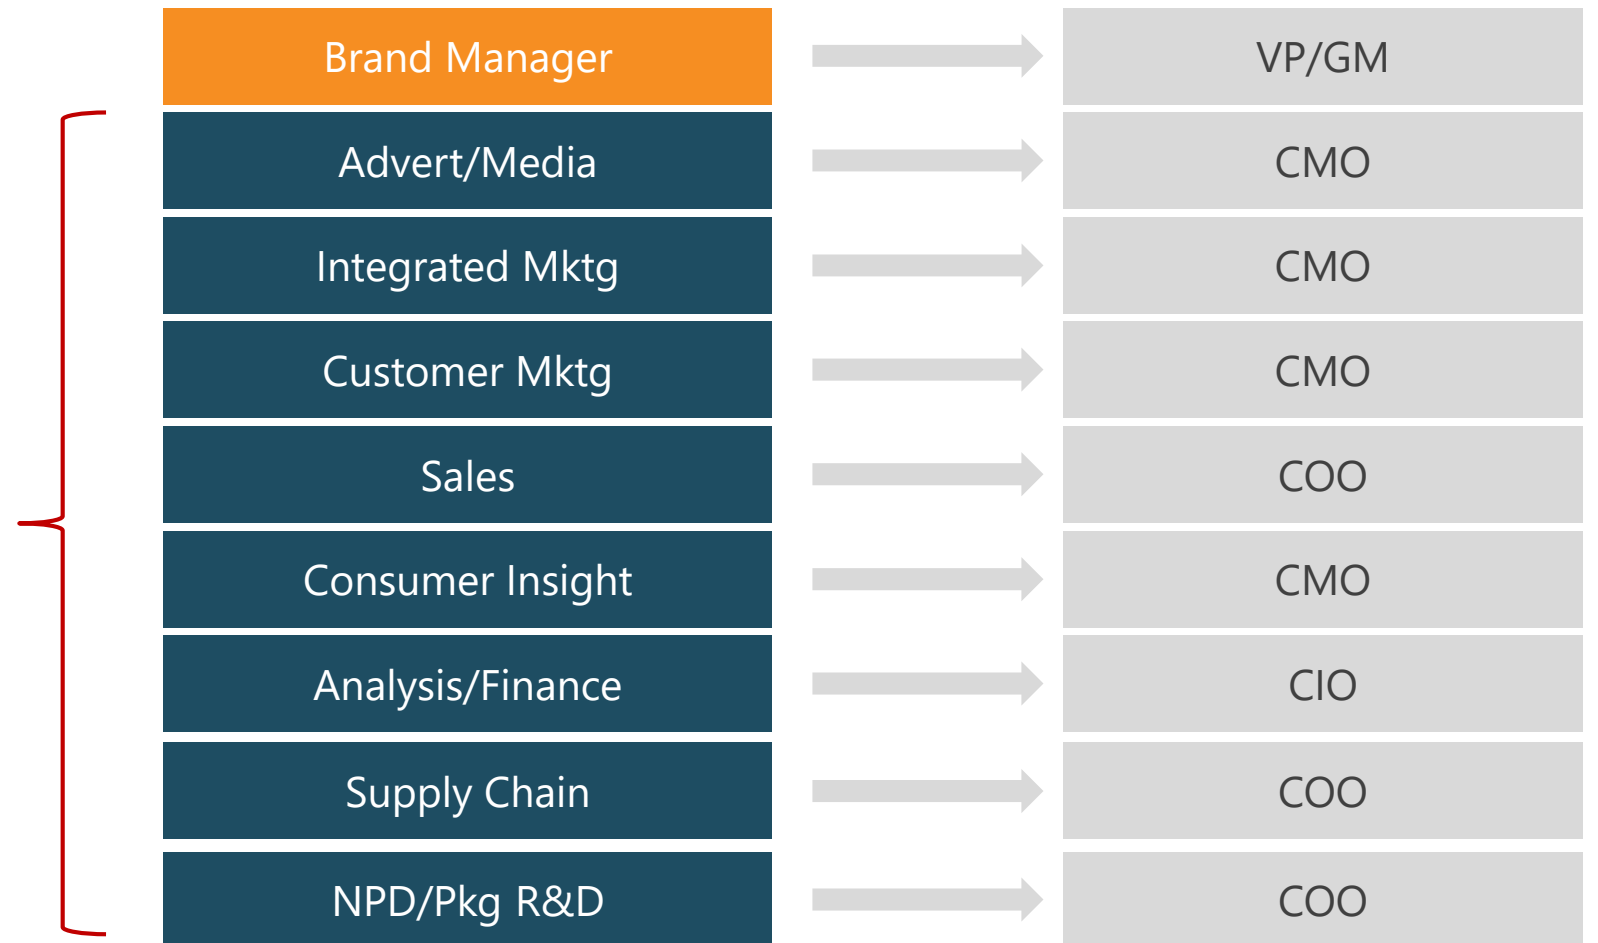 Brand Manager
VP/GM
Advert/Media
CMO
Integrated Mktg
CMO
Customer Mktg
CMO
Sales
COO
Consumer Insight
CMO
Analysis/Finance
CIO
Supply Chain
COO
NPD/Pkg R&D
COO